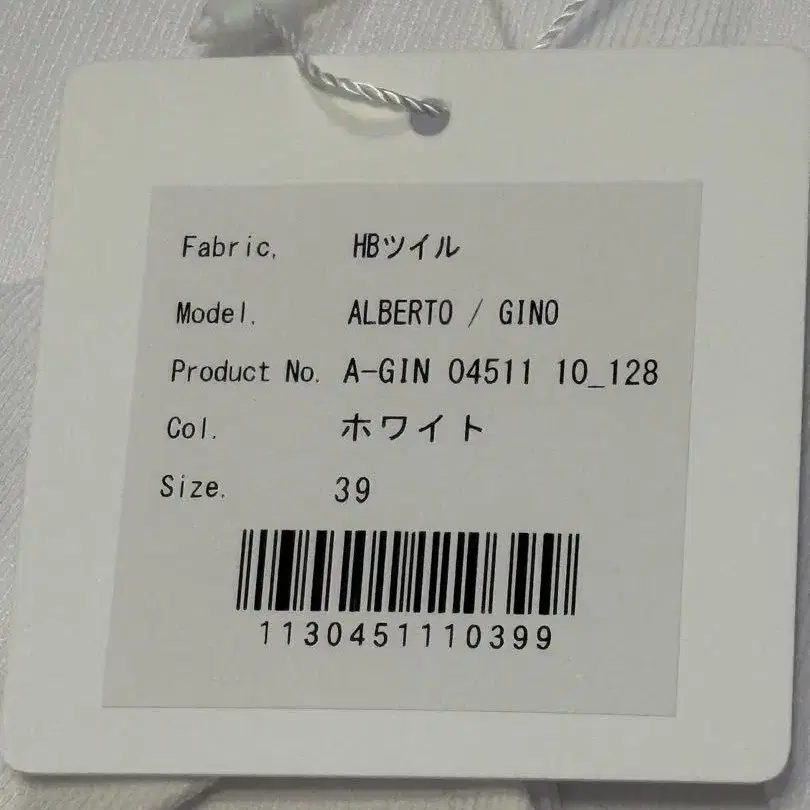 Fabric. HBツイル
Model. ALBERTO / GINO
Product No. A-GIN 04511 10_128
Col. ホワイト
Size. 39
1130451110399